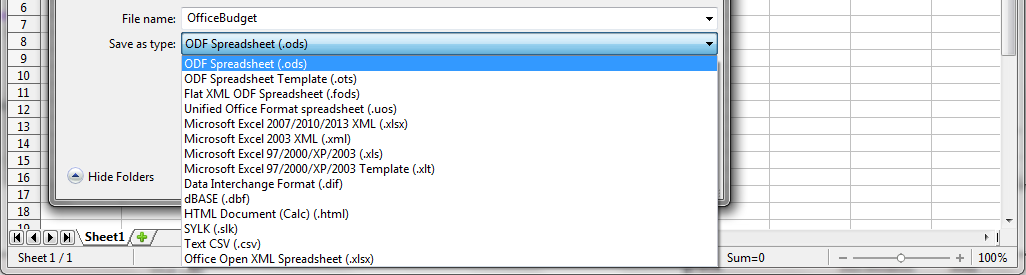 6
File name: OfficeBudget
7
8 Save as type: ODF Spreadsheet (.ods)
9 ODF Spreadsheet (.ods)
10 ODF Spreadsheet Template (.ots)
11 Flat XML ODF Spreadsheet (.fods)
12 Unified Office Format spreadsheet (.uos)
13 Microsoft Excel 2007/2010/2013 XML (.xlsx)
14 Microsoft Excel 2003 XML (.xml)
15 Microsoft Excel 97/2000/XP/2003 (.xls)
16 Hide Folders Microsoft Excel 97/2000/XP/2003 Template (.xlt)
Data Interchange Format (.dif)
17 dBASE (.dbf)
18 HTML Document (Calc) (.html)
19 SYLK (.slk)
Sheet1 Text CSV (.csv)
Sheet 1 / 1 Office Open XML Spreadsheet (.xlsx) Sum=0 100%